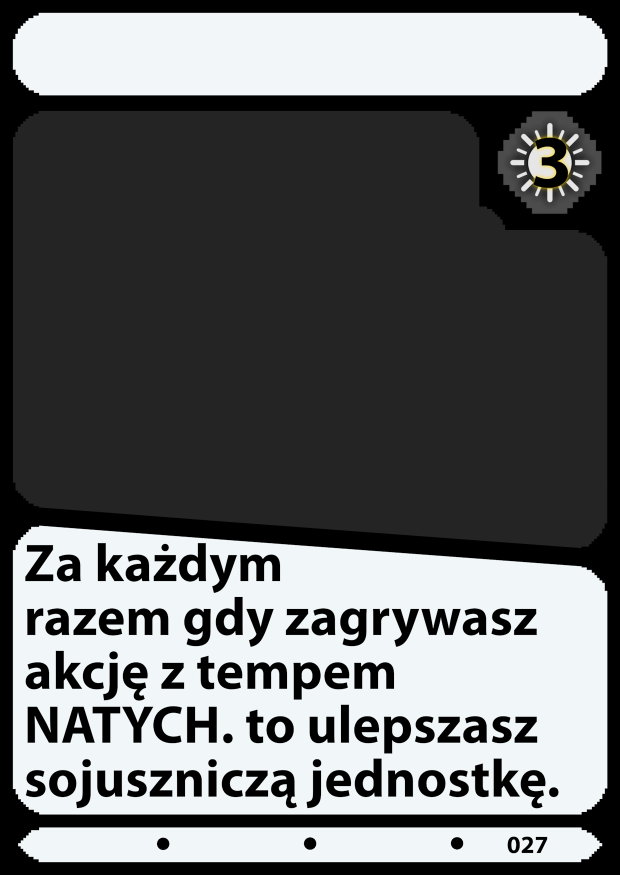 3
Za każdym
razem gdy zagrywasz
akcję z tempem
NATYCH. to ulepszasz
sojuszniczą jednostkę.
027